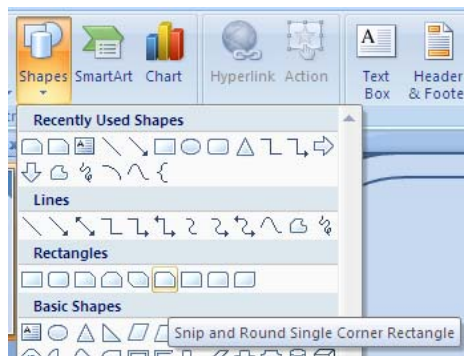 Shapes SmartArt Chart Hyperlink Action Text Box Header & Foote
Recently Used Shapes
Lines
Rectangles
Basic Shapes
Snip and Round Single Corner Rectangle